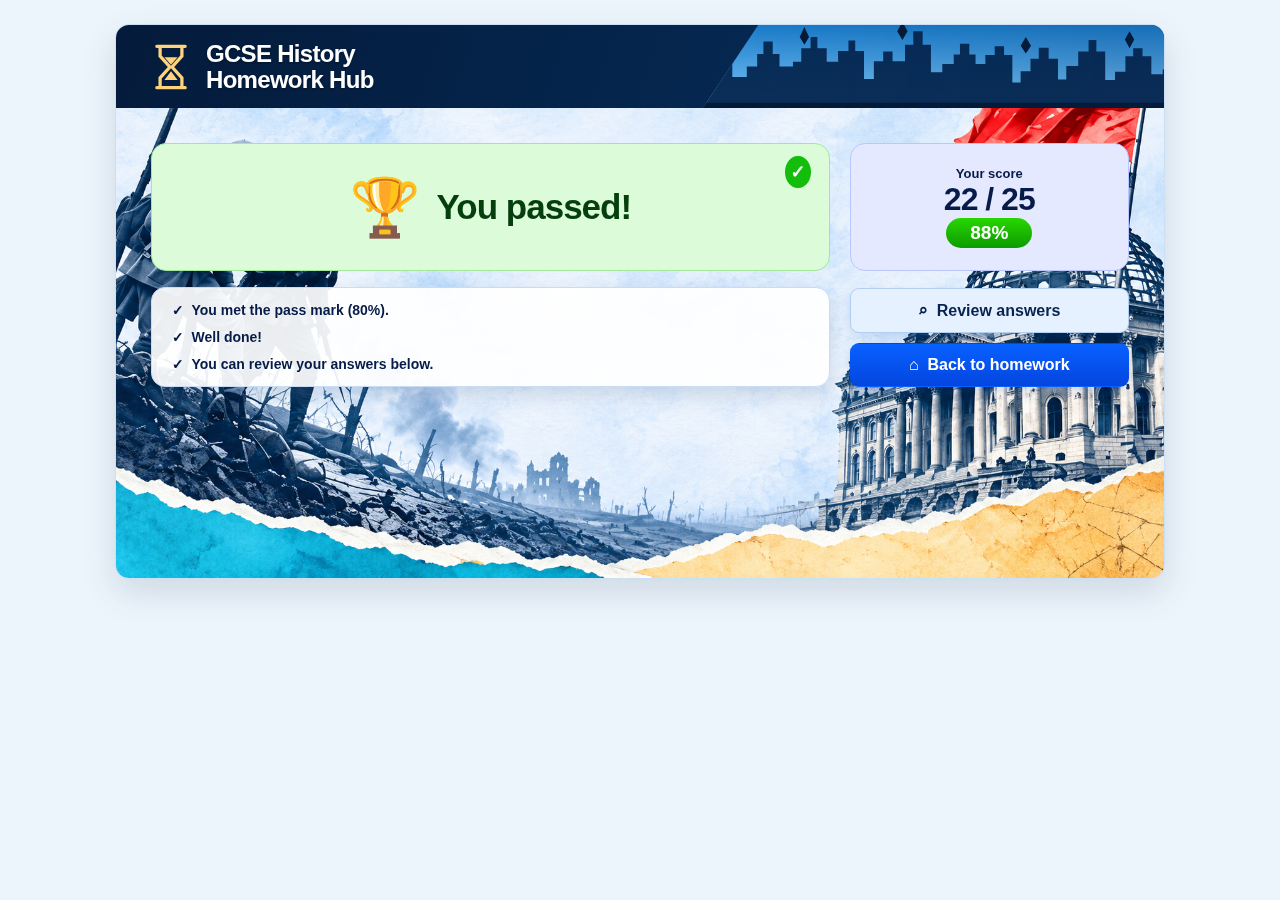 GCSE History
Homework Hub
You passed!
✓
Your score
22 / 25
88%
✓ You met the pass mark (80%).
✓ Well done!
✓ You can review your answers below.
Review answers
Back to homework